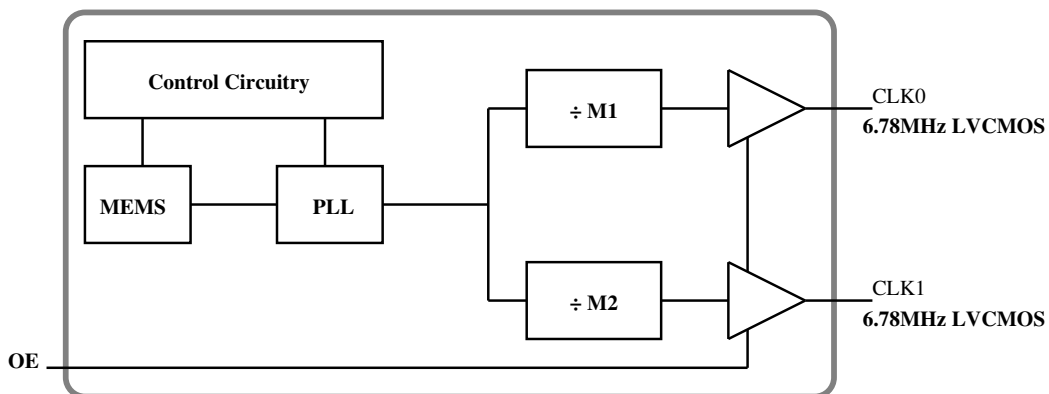 Control Circuitry
÷ M1
CLK0
6.78MHz LVCMOS
MEMS
PLL
÷ M2
CLK1
6.78MHz LVCMOS
OE